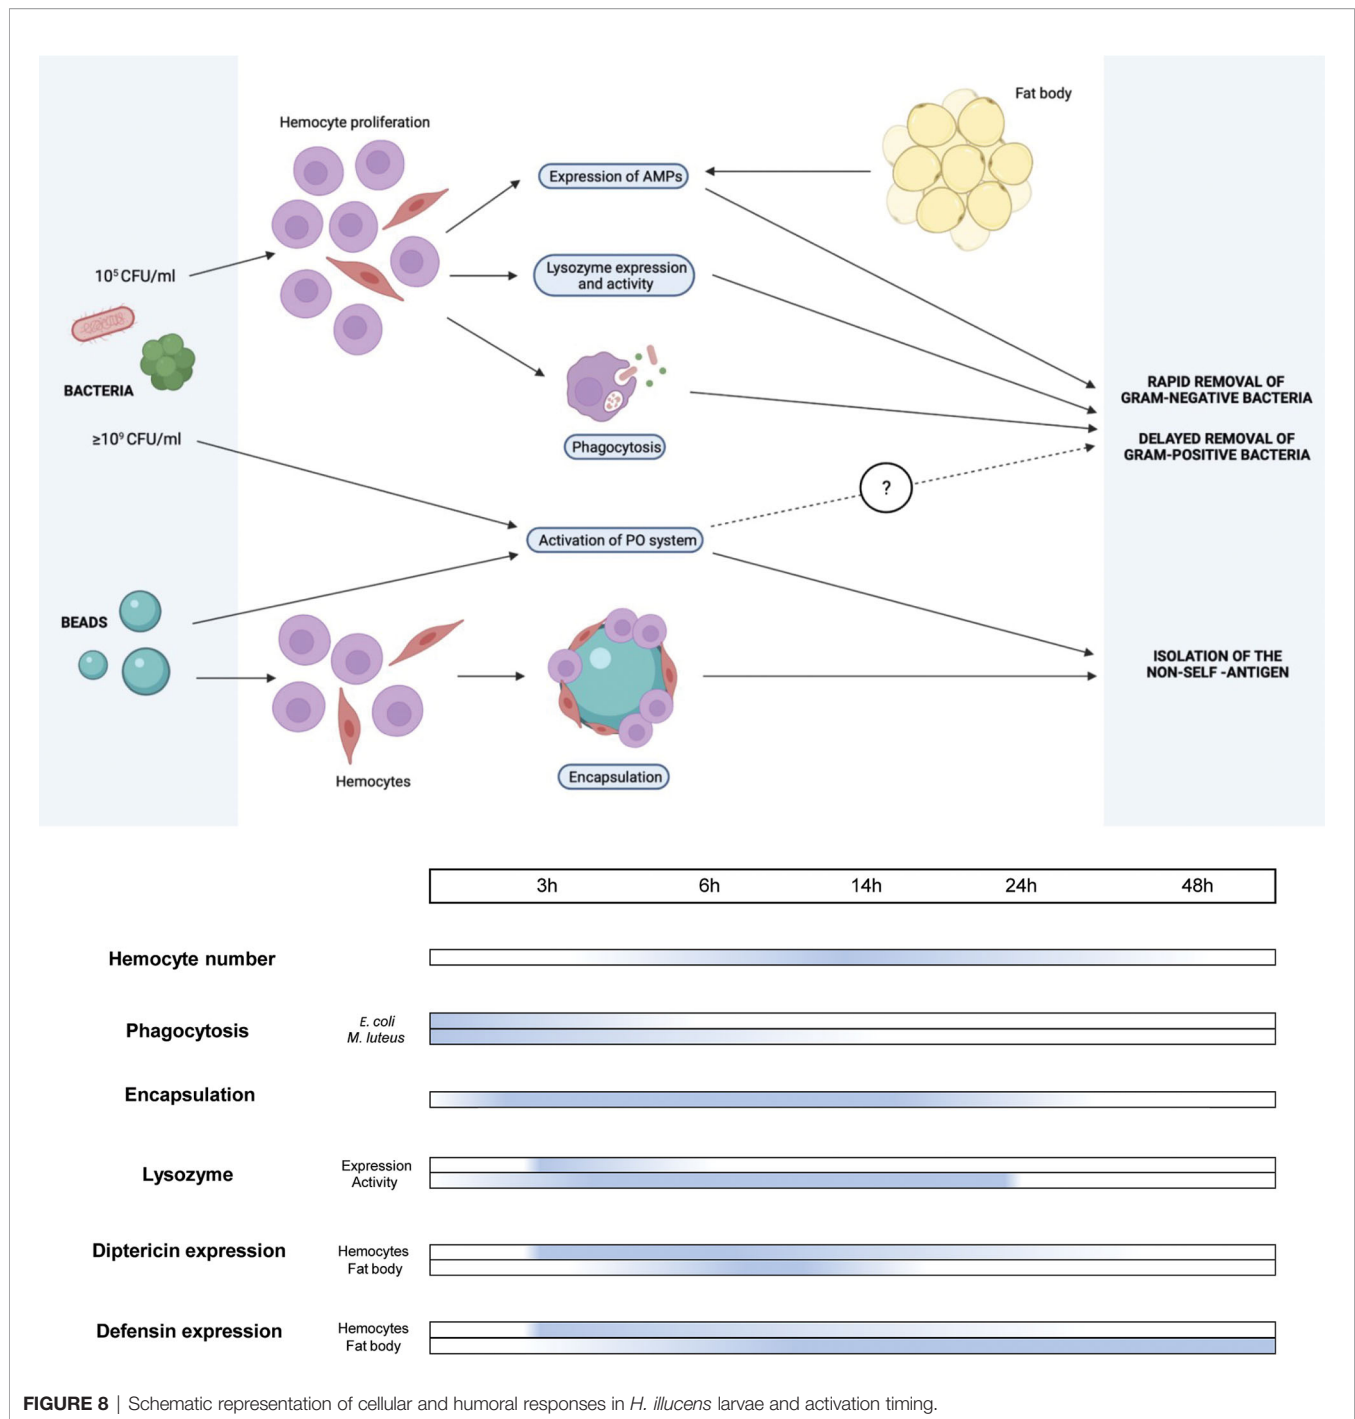 Fat body
Hemocyte proliferation
Expression of AMPs
Lysozyme expression
and activity
10⁵ CFU/ml
BACTERIA
≥10⁹ CFU/ml
Phagocytosis
RAPID REMOVAL OF
GRAM-NEGATIVE BACTERIA
DELAYED REMOVAL OF
GRAM-POSITIVE BACTERIA
?
Activation of PO system
BEADS
ISOLATION OF THE
NON-SELF -ANTIGEN
Hemocytes
Encapsulation
3h 6h 14h 24h 48h
Hemocyte number
Phagocytosis
E. coli
M. luteus
Encapsulation
Lysozyme
Expression
Activity
Diptericin expression
Hemocytes
Fat body
Defensin expression
Hemocytes
Fat body
FIGURE 8 | Schematic representation of cellular and humoral responses in H. illucens larvae and activation timing.